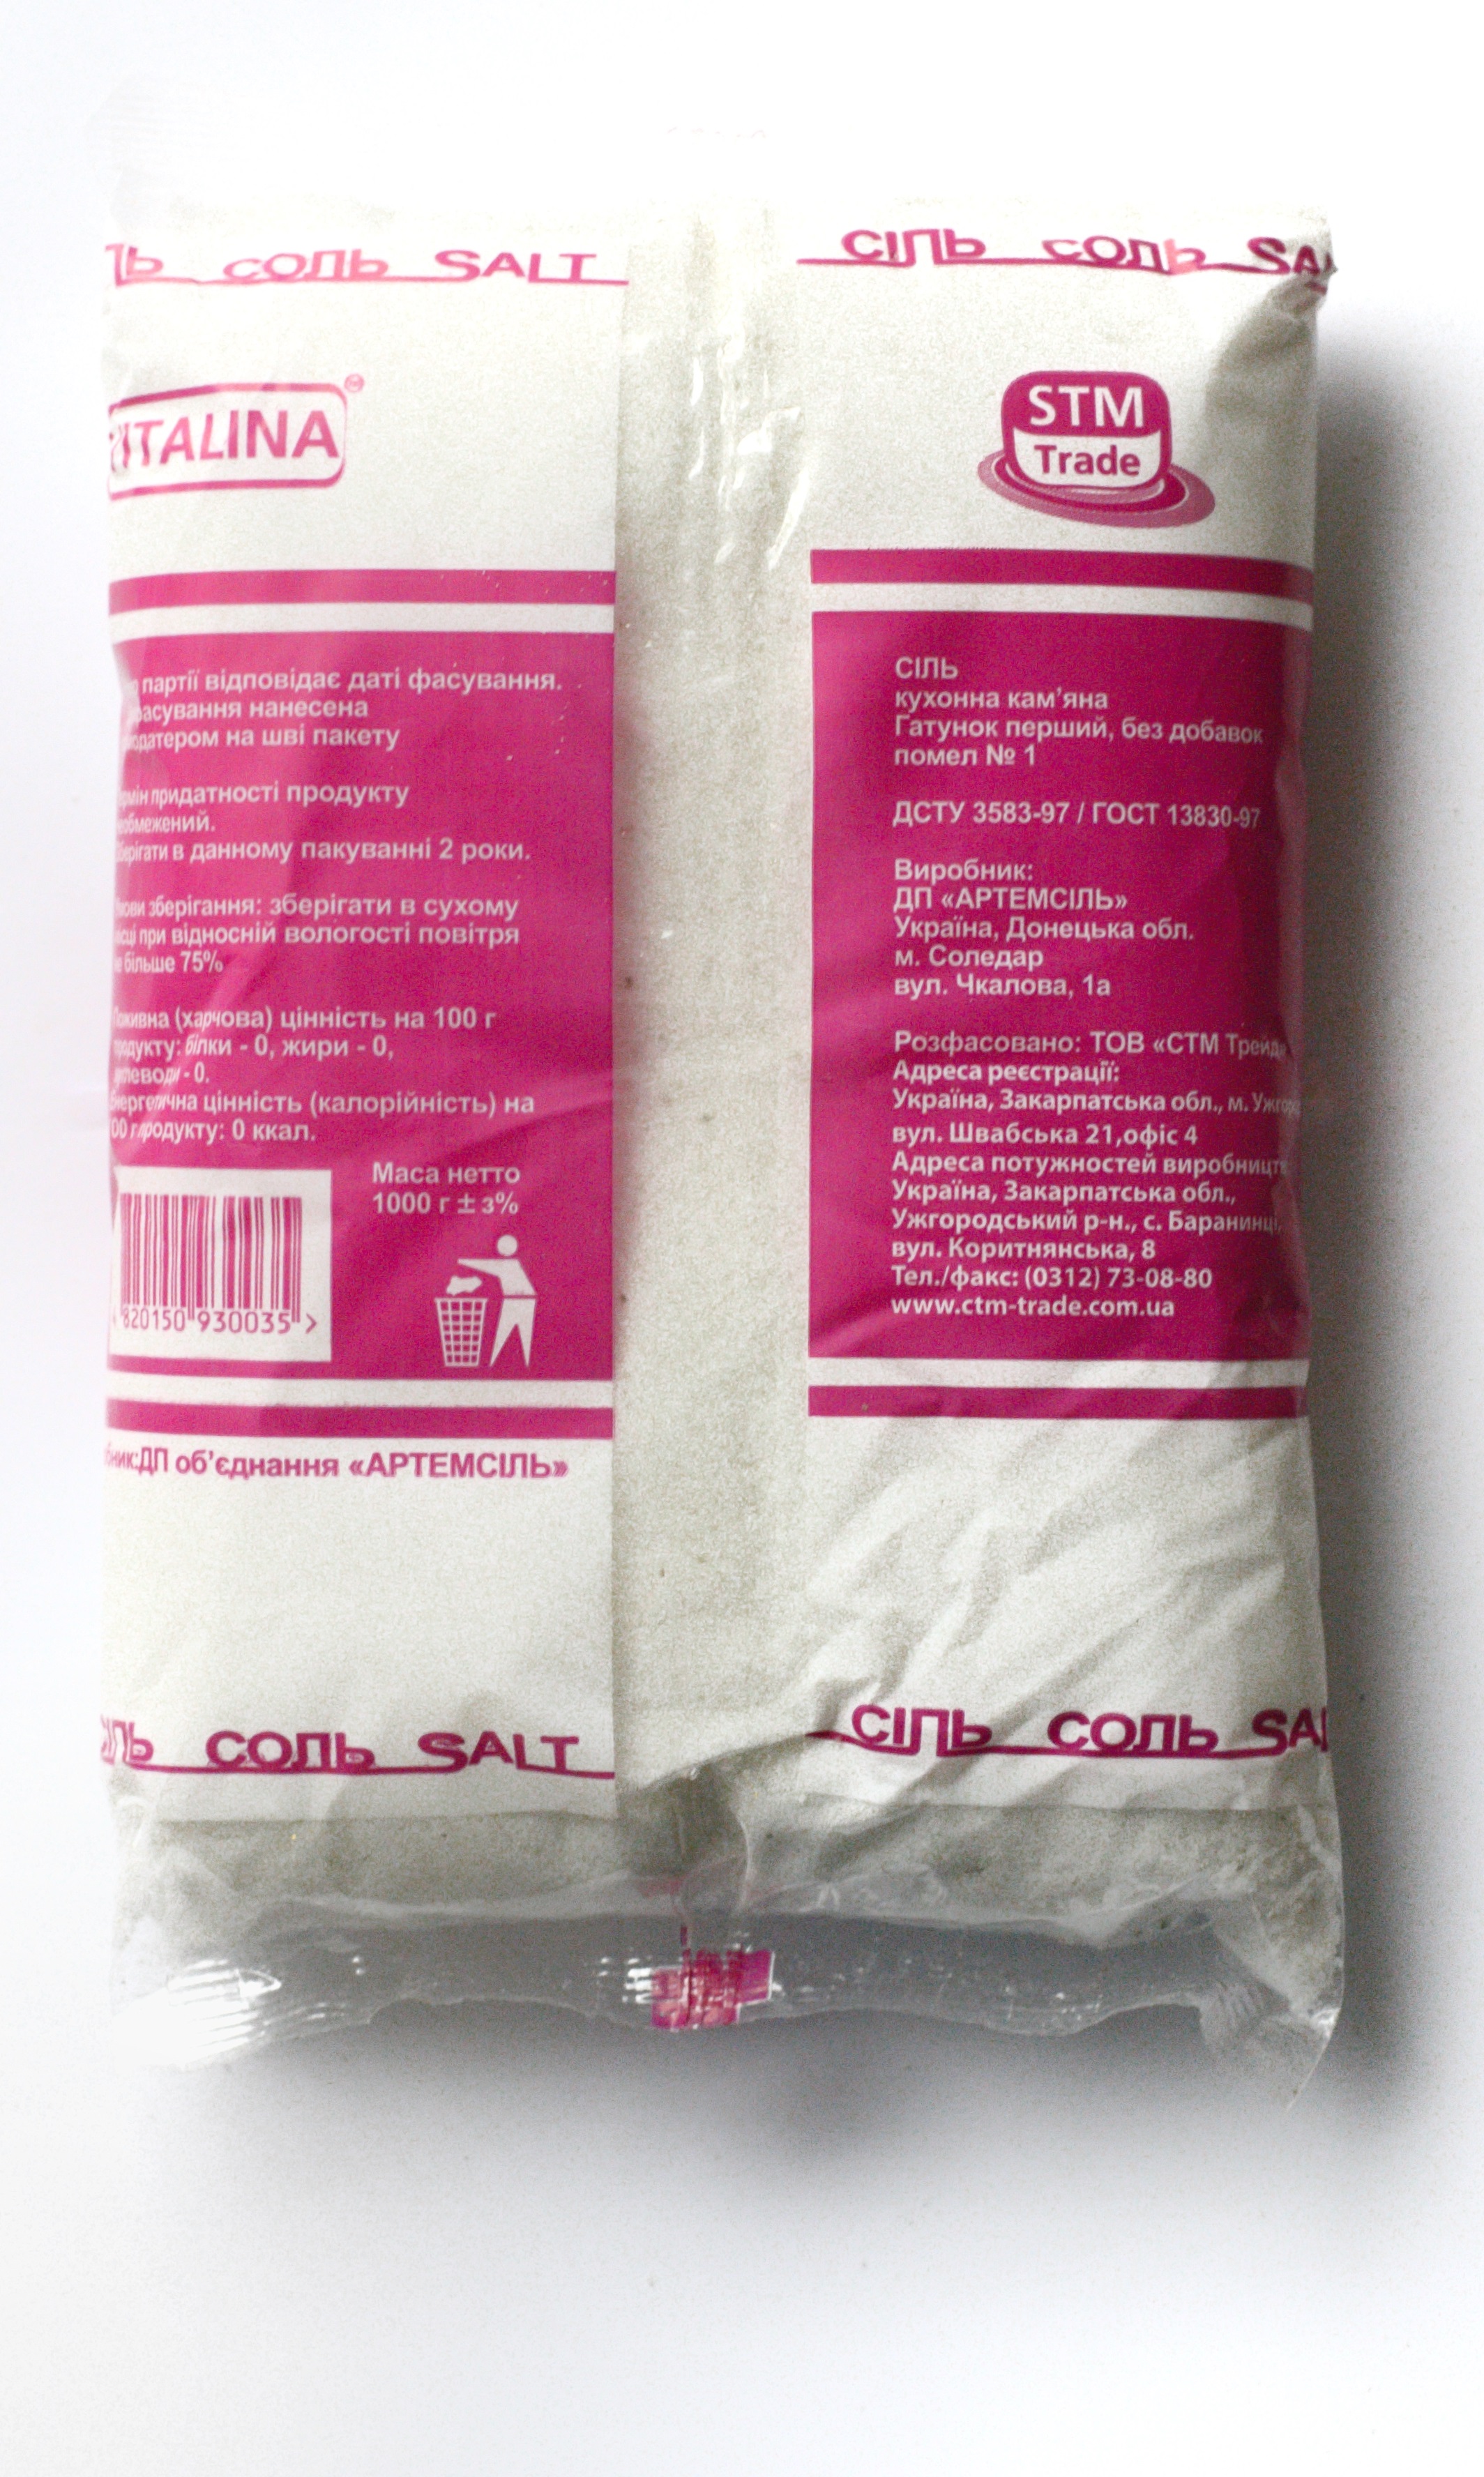 СОЛЬ SALT
VITALINA
партії відповідає даті фасування.
фасування нанесена
на шві пакету
придатності продукту
необмежений.
Зберігати в данному пакуванні 2 роки.
зберігання: зберігати в сухому
при відносній вологості повітря
більше 75%
(харчова) цінність на 100 г
продукту: білки - 0, жири - 0,
- 0.
Енергетична цінність (калорійність) на
продукту: 0 ккал.
Маса нетто
1000 г ± з%
820150 930035 >
ДП об’єднання «АРТЕМСІЛЬ»
СІЛЬ СОЛЬ SALT
СІЛЬ СОЛЬ
STM
Trade
СІЛЬ
кухонна кам’яна
Гатунок перший, без добавок
помел № 1
ДСТУ 3583-97 / ГОСТ 13830-97
Виробник:
ДП «АРТЕМСІЛЬ»
Україна, Донецька обл.
м. Соледар
вул. Чкалова, 1а
Розфасовано: ТОВ «СТМ Трейд»
Адреса реєстрації:
Україна, Закарпатська обл., м.
вул. Швабська 21,офіс 4
Адреса потужностей
Україна, Закарпатська обл.,
Ужгородський р-н., с. Баранинці,
вул. Коритнянська, 8
Тел./факс: (0312) 73-08-80
www.ctm-trade.com.ua
СІЛЬ СОЛЬ